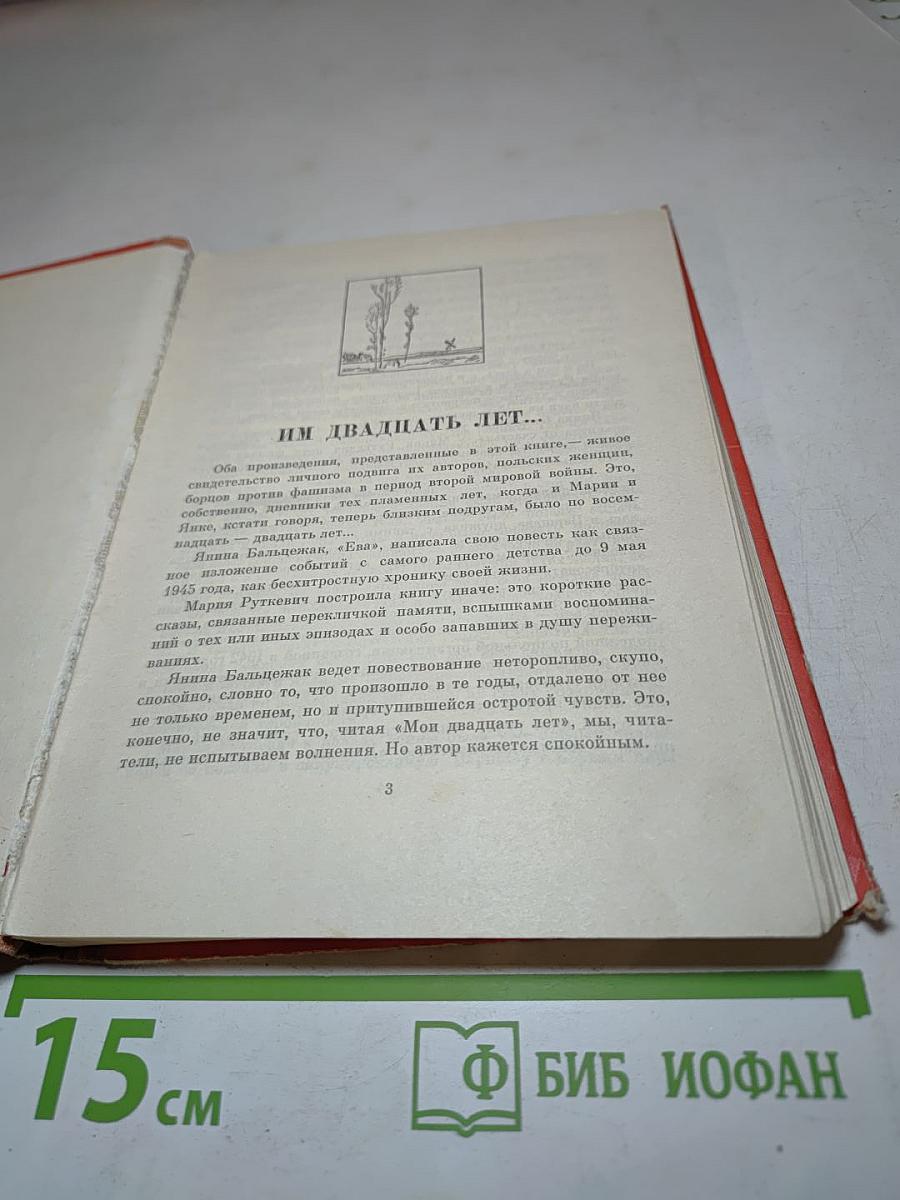 ИМ ДВАДЦАТЬ ЛЕТ...
Оба произведения, представленные в этой книге,— живое
свидетельство личного подвига их авторов, польских женщин,
борцов против фашизма в период второй мировой войны. Это,
собственно, дневники тех пламенных лет, когда и Марии и
Янке, кстати говоря, теперь близким подругам, было по восем-
надцать — двадцать лет...
Янина Бальцежак, «Ева», написала свою повесть как связ-
ное изложение событий с самого раннего детства до 9 мая
1945 года, как бесхитростную хронику своей жизни.
Мария Руткевич построила книгу иначе: это короткие рас-
сказы, связанные перекличкой памяти, вспышками воспомина-
ний о тех или иных эпизодах и особо запавших в душу пережи-
ваниях.
Янина Бальцежак ведет повествование неторопливо, скупо,
спокойно, словно то, что произошло в те годы, отдалено от нее
не только временем, но и притупившейся остротой чувств. Это,
конечно, не значит, что, читая «Мои двадцать лет», мы, чита-
тели, не испытываем волнения. Но автор кажется спокойным.
3
15 см
Ф БИБ ИОФАН